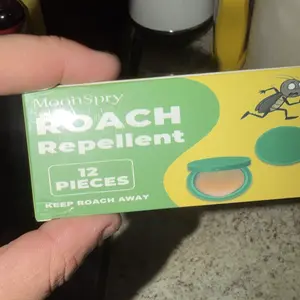 MoonSpry
ROACH
Repellent
12
PIECES
KEEP ROACH AWAY